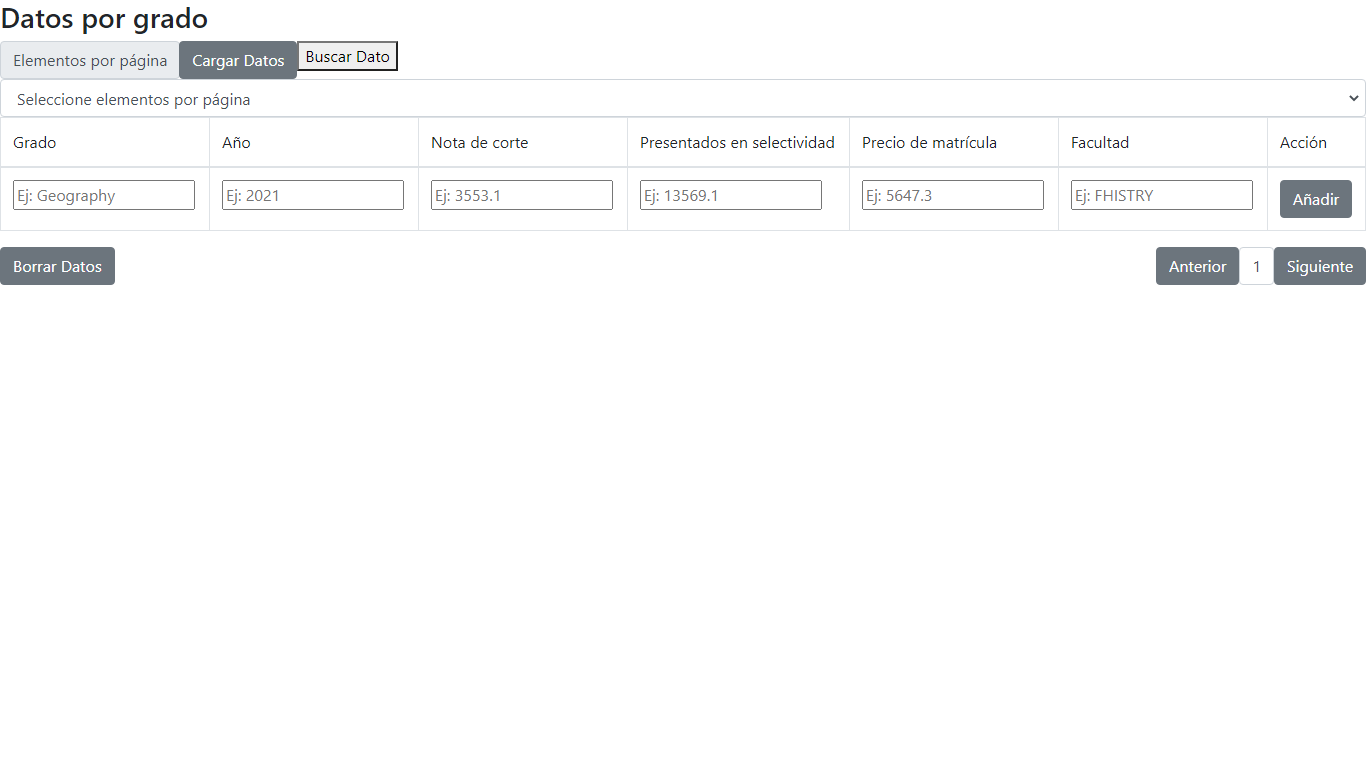 Datos por grado
Elementos por página Cargar Datos Buscar Dato
Seleccione elementos por página
Grado Año Nota de corte Presentados en selectividad Precio de matrícula Facultad Acción
Ej: Geography Ej: 2021 Ej: 3553.1 Ej: 13569.1 Ej: 5647.3 Ej: FHISTRY Añadir
Borrar Datos Anterior 1 Siguiente